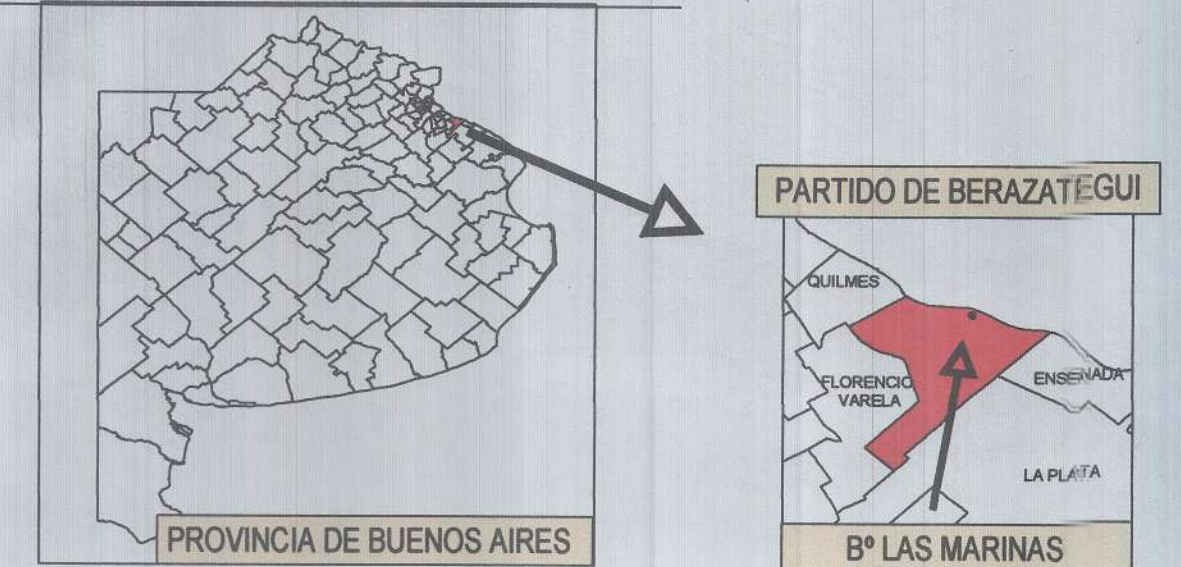 PROVINCIA DE BUENOS AIRES
PARTIDO DE BERAZATEGUI
QUILMES
FLORENCIO
VARELA
ENSENADA
LA PLATA
Bº LAS MARINAS